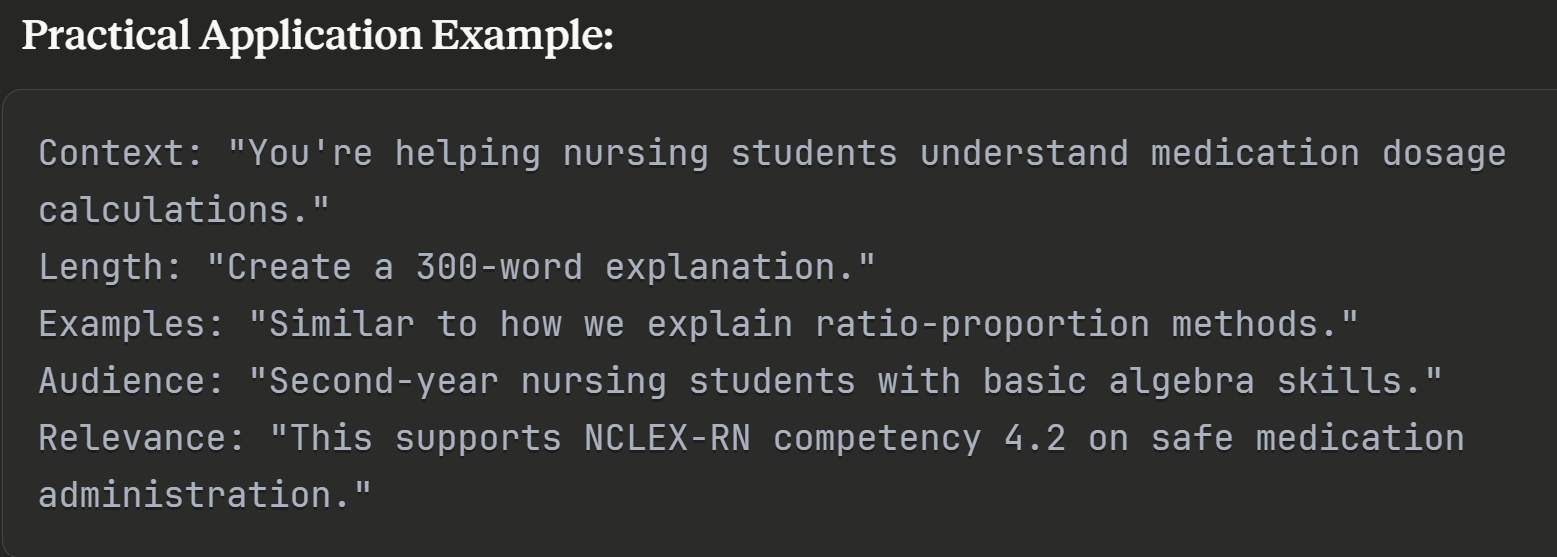 Practical Application Example:
Context: "You're helping nursing students understand medication dosage
calculations."
Length: "Create a 300-word explanation."
Examples: "Similar to how we explain ratio-proportion methods."
Audience: "Second-year nursing students with basic algebra skills."
Relevance: "This supports NCLEX-RN competency 4.2 on safe medication
administration."